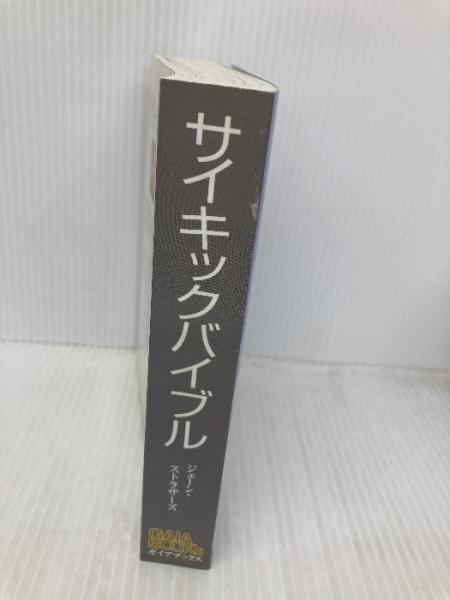 サイキックバイブル
ジェーン・
ストラザーズ
GAIA
BOOKS
ガイアブックス